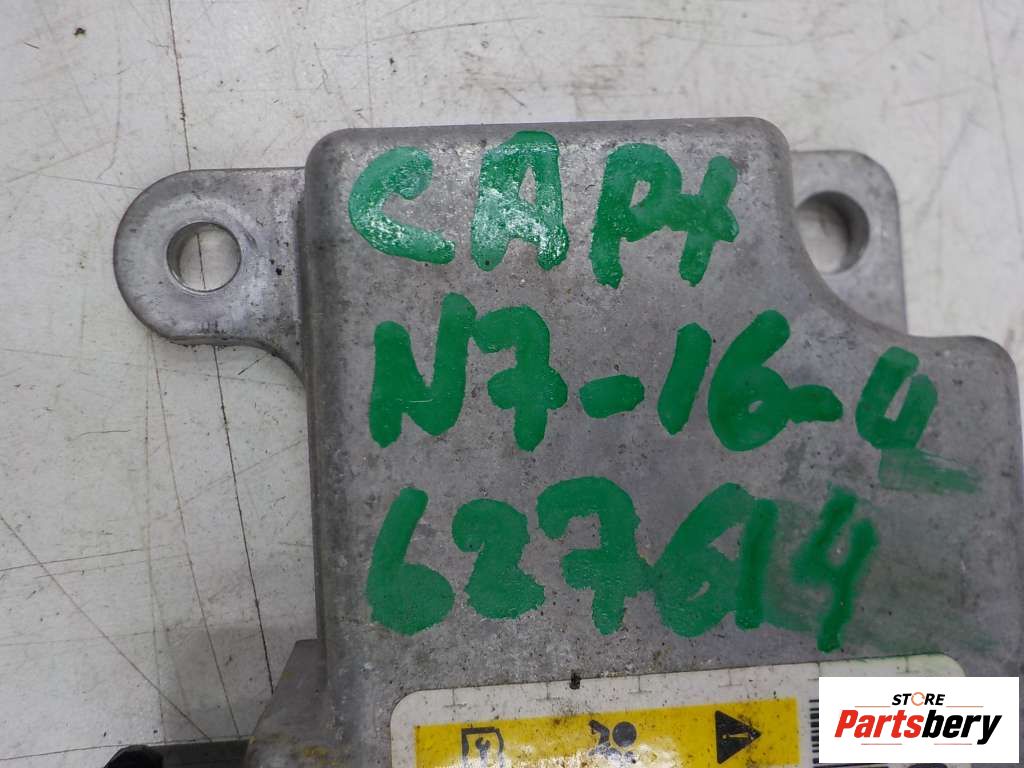 CAPt
N7-16-4
627614
STORE
Partsbery